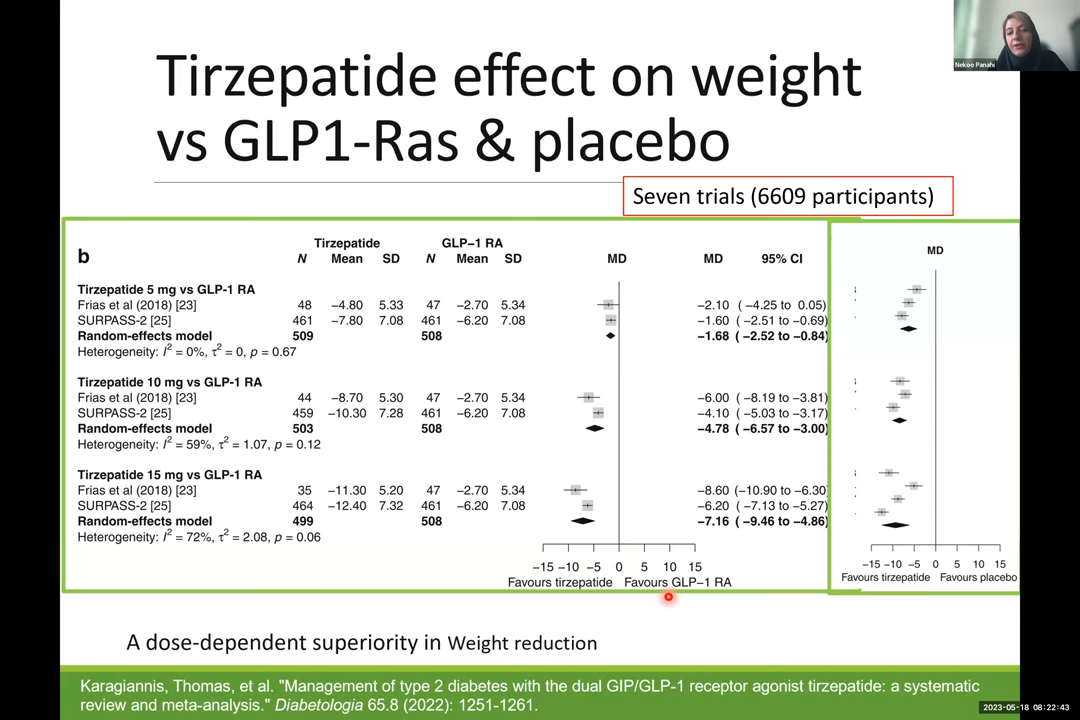 Tirzepatide effect on weight
vs GLP1-Ras & placebo
Nekoo Panahi
Seven trials (6609 participants)
b
Tirzepatide GLP−1 RA
N Mean SD N Mean SD MD MD 95% CI
Tirzepatide 5 mg vs GLP-1 RA
Frias et al (2018) [23] 48 −4.80 5.33 47 −2.70 5.34 −2.10 ( −4.25 to 0.05)
SURPASS-2 [25] 461 −7.80 7.08 461 −6.20 7.08 −1.60 ( −2.51 to −0.69)
Random-effects model 509 508 −1.68 ( −2.52 to −0.84)
Heterogeneity: I² = 0%, τ² = 0, p = 0.67
Tirzepatide 10 mg vs GLP-1 RA
Frias et al (2018) [23] 44 −8.70 5.30 47 −2.70 5.34 −6.00 ( −8.19 to −3.81)
SURPASS-2 [25] 459 −10.30 7.28 461 −6.20 7.08 −4.10 ( −5.03 to −3.17)
Random-effects model 503 508 −4.78 ( −6.57 to −3.00)
Heterogeneity: I² = 59%, τ² = 1.07, p = 0.12
Tirzepatide 15 mg vs GLP-1 RA
Frias et al (2018) [23] 35 −11.30 5.20 47 −2.70 5.34 −8.60 (−10.90 to −6.30)
SURPASS-2 [25] 464 −12.40 7.32 461 −6.20 7.08 −6.20 ( −7.13 to −5.27)
Random-effects model 499 508 −7.16 ( −9.46 to −4.86)
Heterogeneity: I² = 72%, τ² = 2.08, p = 0.06
−15 −10 −5 0 5 10 15
Favours tirzepatide Favours GLP−1 RA
MD
−15 −10 −5 0 5 10 15
Favours tirzepatide Favours placebo
A dose-dependent superiority in Weight reduction
Karagiannis, Thomas, et al. "Management of type 2 diabetes with the dual GIP/GLP-1 receptor agonist tirzepatide: a systematic
review and meta-analysis." Diabetologia 65.8 (2022): 1251-1261.
2023-05-18 08:22:43